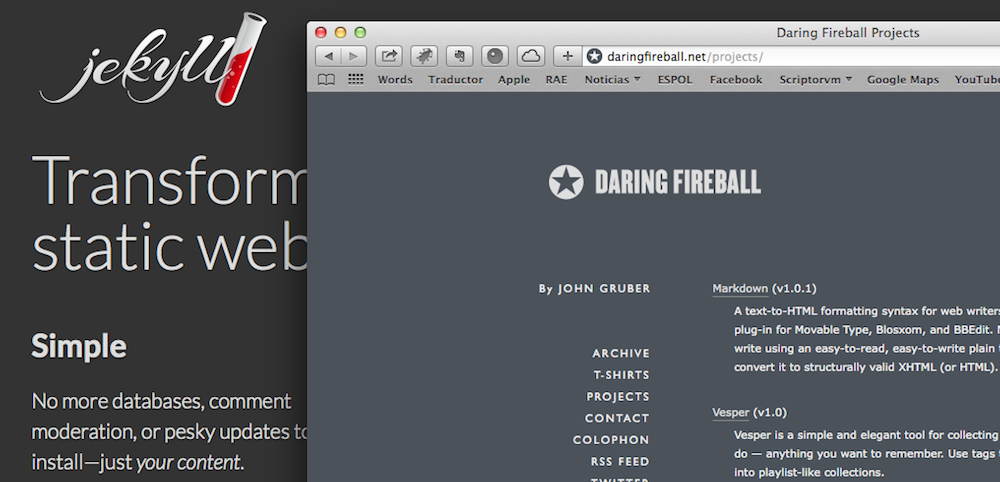 jekyll
Transform
static web
Simple
No more databases, comment
moderation, or pesky updates to
install—just your content.
Daring Fireball Projects
daringfireball.net/projects/
Words Traductor Apple RAE Noticias ESPOL Facebook Scriptorvm Google Maps YouTube
DARING FIREBALL
By JOHN GRUBER
ARCHIVE
T-SHIRTS
PROJECTS
CONTACT
COLOPHON
RSS FEED
TWITTER
Markdown (v1.0.1)
A text-to-HTML formatting syntax for web writers
plug-in for Movable Type, Blosxom, and BBEdit.
write using an easy-to-read, easy-to-write plain
convert it to structurally valid XHTML (or HTML).
Vesper (v1.0)
Vesper is a simple and elegant tool for collecting
do — anything you want to remember. Use tags
into playlist-like collections.